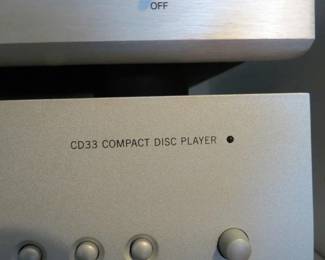 OFF
CD33 COMPACT DISC PLAYER